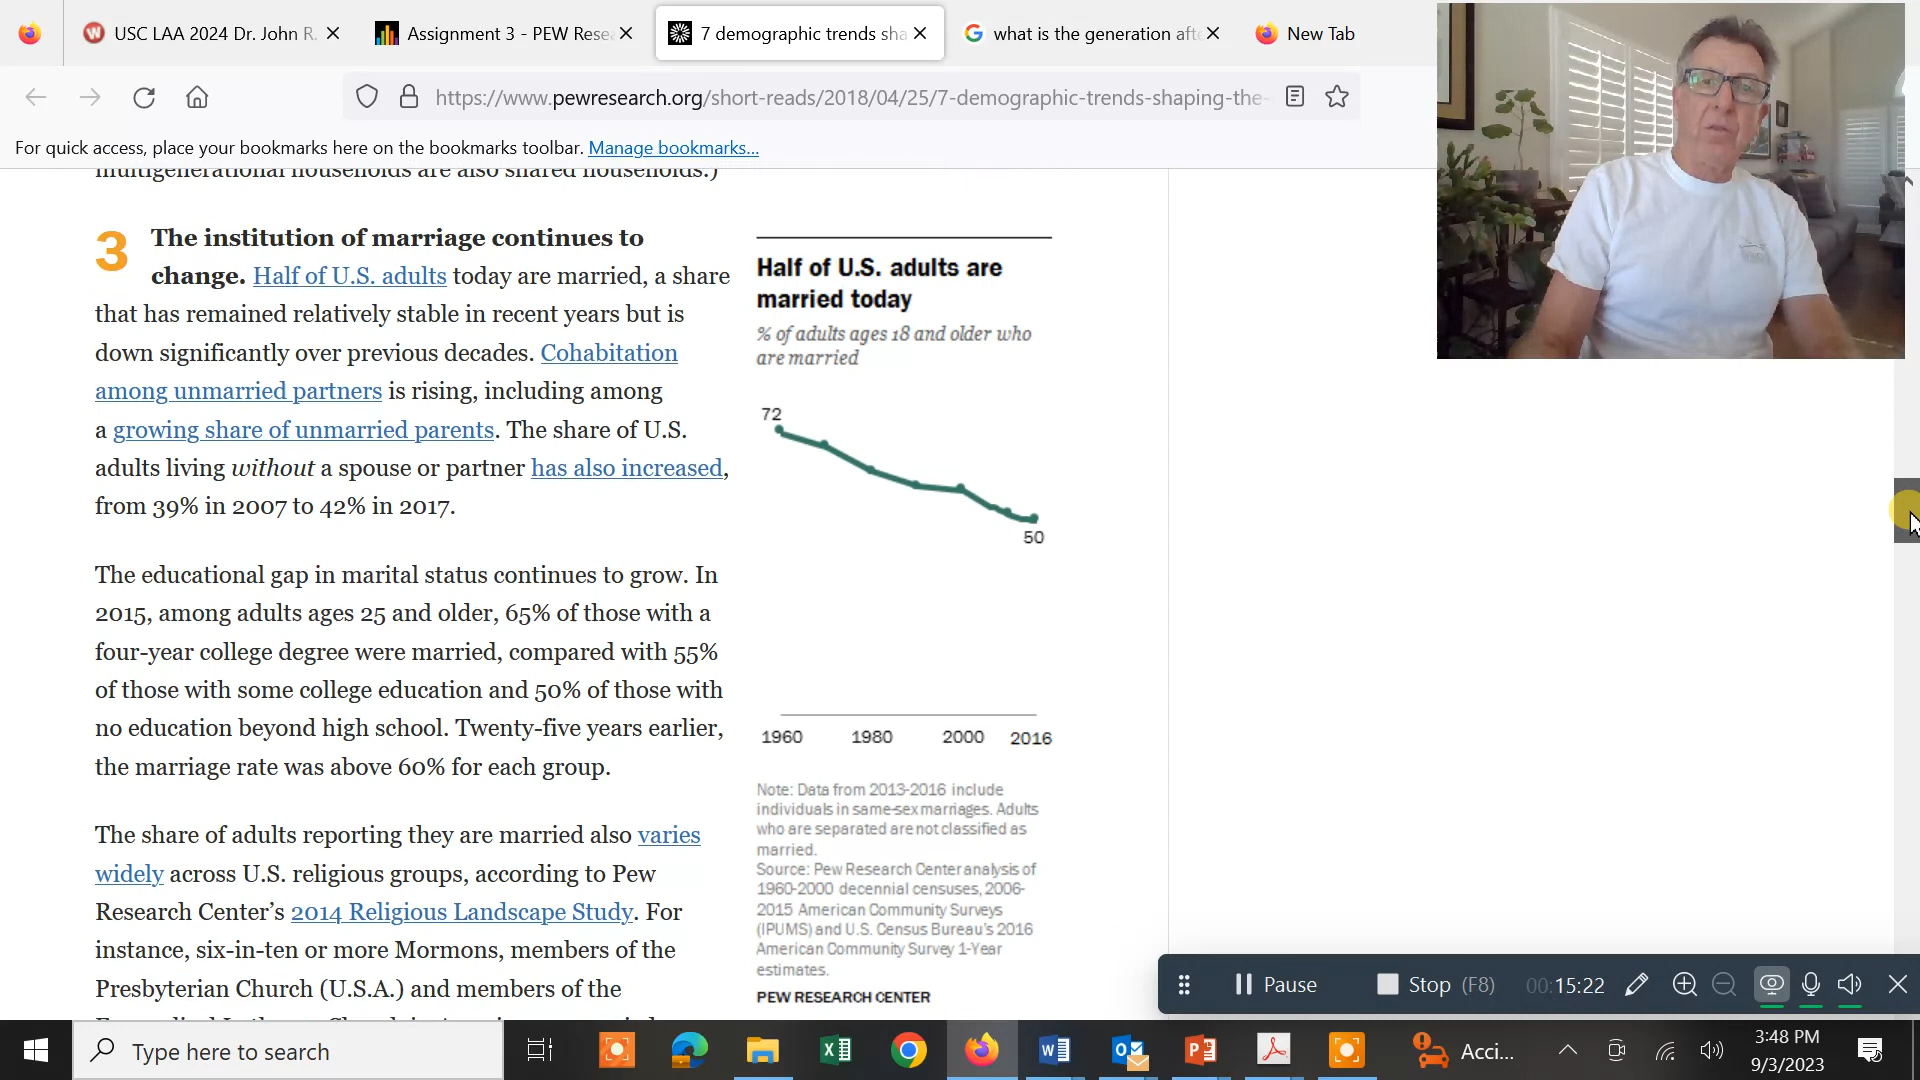 USC LAA 2024 Dr. John R.
Assignment 3 - PEW Rese
7 demographic trends sha
what is the generation afte
New Tab
https://www.pewresearch.org/short-reads/2018/04/25/7-demographic-trends-shaping-the-
For quick access, place your bookmarks here on the bookmarks toolbar. Manage bookmarks...
multigenerational households are also shared households.)
3 The institution of marriage continues to
change. Half of U.S. adults today are married, a share
that has remained relatively stable in recent years but is
down significantly over previous decades. Cohabitation
among unmarried partners is rising, including among
a growing share of unmarried parents. The share of U.S.
adults living without a spouse or partner has also increased,
from 39% in 2007 to 42% in 2017.
The educational gap in marital status continues to grow. In
2015, among adults ages 25 and older, 65% of those with a
four-year college degree were married, compared with 55%
of those with some college education and 50% of those with
no education beyond high school. Twenty-five years earlier,
the marriage rate was above 60% for each group.
The share of adults reporting they are married also varies
widely across U.S. religious groups, according to Pew
Research Center’s 2014 Religious Landscape Study. For
instance, six-in-ten or more Mormons, members of the
Presbyterian Church (U.S.A.) and members of the
Half of U.S. adults are
married today
% of adults ages 18 and older who
are married
72
50
1960 1980 2000 2016
Note: Data from 2013-2016 include
individuals in same-sex marriages. Adults
who are separated are not classified as
married.
Source: Pew Research Center analysis of
1960-2000 decennial censuses, 2006-
2015 American Community Surveys
(IPUMS) and U.S. Census Bureau's 2016
American Community Survey 1-Year
estimates.
PEW RESEARCH CENTER
Pause Stop (F8) 00:15:22
Type here to search
Acci...
3:48 PM
9/3/2023